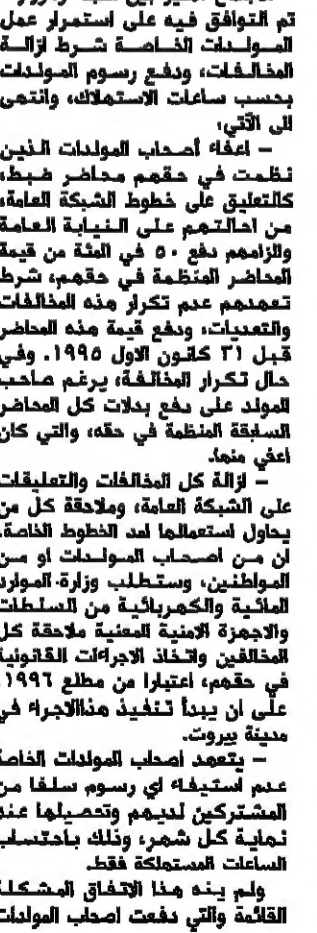 تم التوافق فيه على استمرار عمل
المولدات الخاصة شرط ازالة
المخالفات، ودفع رسوم المولدات
بحسب ساعات الاستهلاك، وانتهى
الى الآتي:
– اعفاء أصحاب المولدات الذين
نظمت في حقهم محاضر ضبط،
كالتعليق على خطوط الشبكة العامة،
من احالتهم على النيابة العامة
والزامهم دفع ٥٠ في المئة من قيمة
المحاضر المنظمة في حقهم، شرط
تعهدهم عدم تكرار هذه المخالفات
والتعديات، ودفع قيمة هذه المحاضر
قبل ٣١ كانون الاول ١٩٩٥. وفي
حال تكرار المخالفة، يرغم صاحب
المولد على دفع بدلات كل المحاضر
السابقة المنظمة في حقه، والتي كان
اعفي منها.
– ازالة كل المخالفات والتعليقات
على الشبكة العامة، وملاحقة كل من
يحاول استعمالها لمد الخطوط الخاصة،
ان من اصحاب المولدات او من
المواطنين، وستطلب وزارة الموارد
المائية والكهربائية من السلطات
والاجهزة الامنية المعنية ملاحقة كل
المخالفين واتخاذ الاجراءات القانونية
في حقهم، اعتبارا من مطلع ١٩٩٦.
على ان يبدأ تنفيذ هذاالاجراء في
مدينة بيروت.
– يتعهد اصحاب المولدات الخاصة
عدم استيفاء اي رسوم سلفا من
المشتركين لديهم وتحصيلها عند
نهاية كل شهر، وذلك بأحتساب
الساعات المستهلكة فقط.
ولم ينه هذا الاتفاق المشكلة
القائمة والتي دفعت اصحاب المولدات